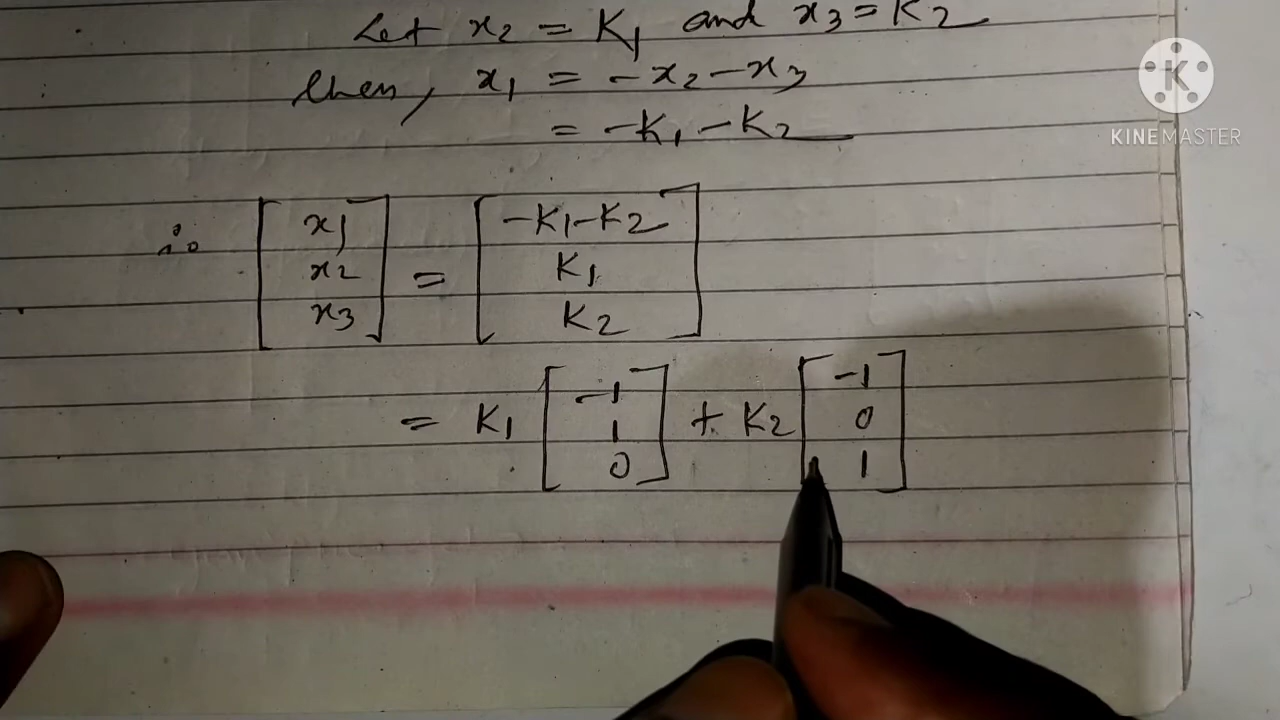 Let x2 = K1 and x3 = K2
then, x1 = -x2 -x3
= -K1 -K2
K
KINEMASTER
∴ [x1 x2 x3] = [-K1-K2 K1 K2]
= K1 [-1 1 0] + K2 [-1 0 1]